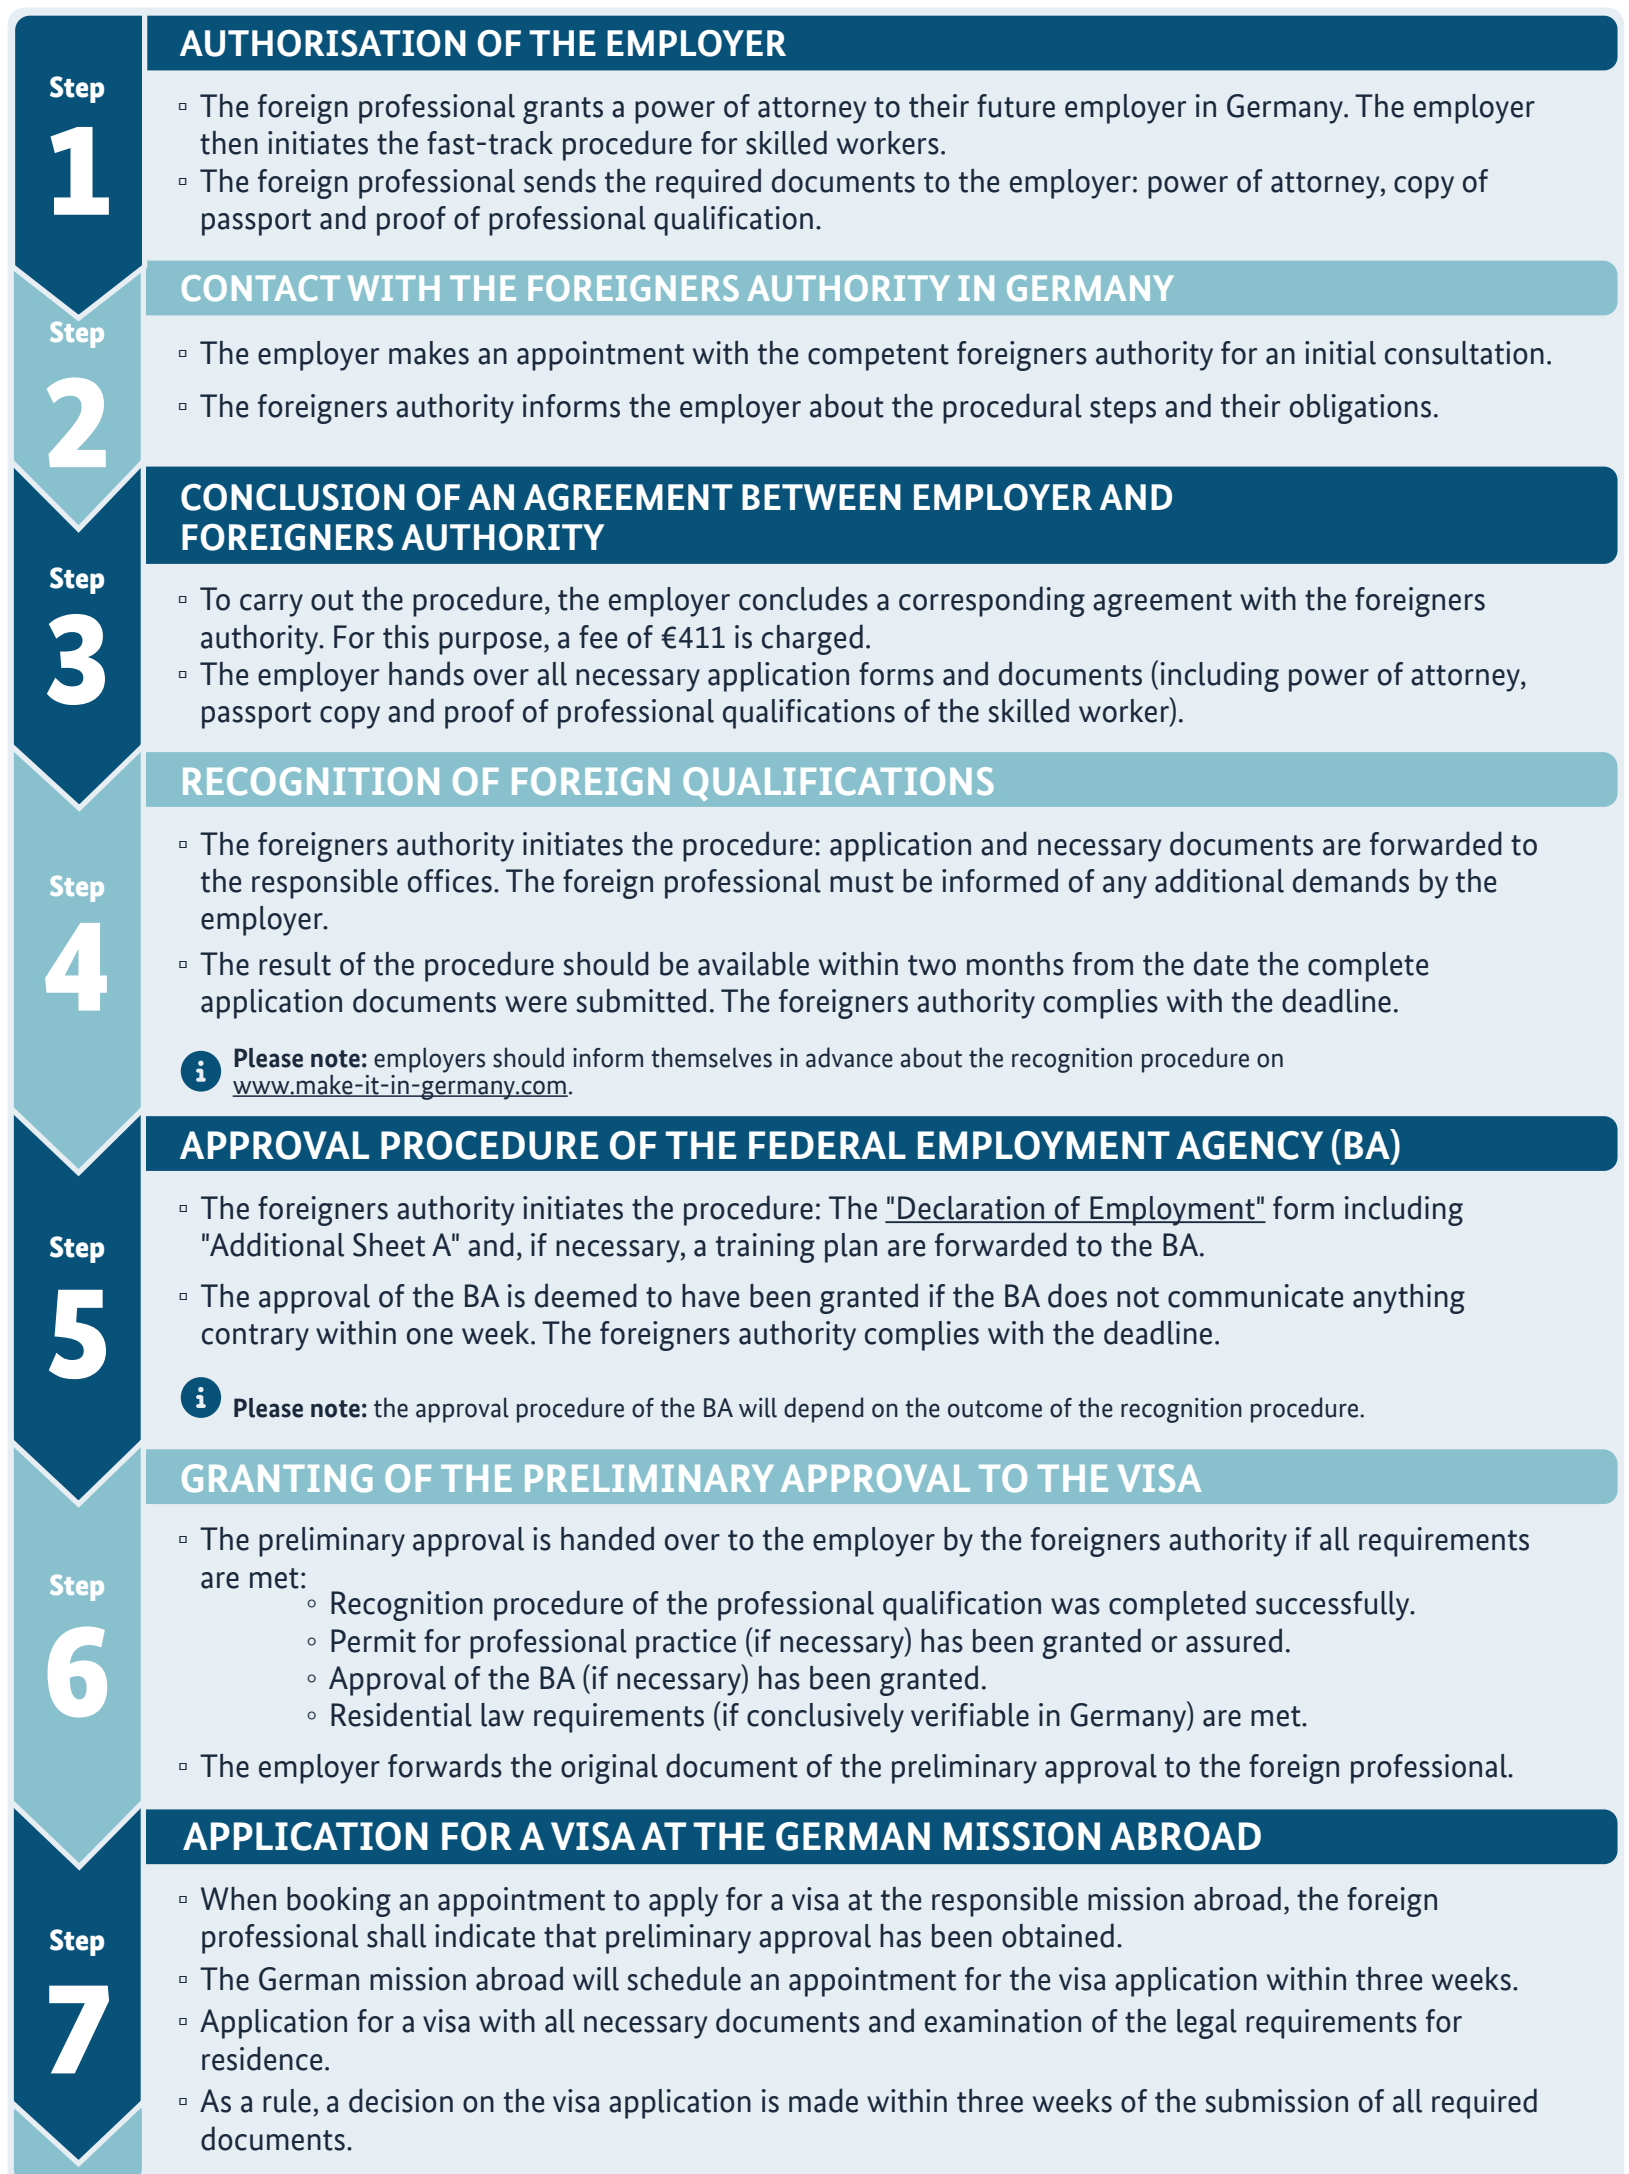 AUTHORISATION OF THE EMPLOYER
Step
1
▫ The foreign professional grants a power of attorney to their future employer in Germany. The employer
then initiates the fast-track procedure for skilled workers.
▫ The foreign professional sends the required documents to the employer: power of attorney, copy of
passport and proof of professional qualification.
CONTACT WITH THE FOREIGNERS AUTHORITY IN GERMANY
Step
2
▫ The employer makes an appointment with the competent foreigners authority for an initial consultation.
▫ The foreigners authority informs the employer about the procedural steps and their obligations.
CONCLUSION OF AN AGREEMENT BETWEEN EMPLOYER AND
FOREIGNERS AUTHORITY
Step
3
▫ To carry out the procedure, the employer concludes a corresponding agreement with the foreigners
authority. For this purpose, a fee of €411 is charged.
▫ The employer hands over all necessary application forms and documents (including power of attorney,
passport copy and proof of professional qualifications of the skilled worker).
RECOGNITION OF FOREIGN QUALIFICATIONS
Step
4
▫ The foreigners authority initiates the procedure: application and necessary documents are forwarded to
the responsible offices. The foreign professional must be informed of any additional demands by the
employer.
▫ The result of the procedure should be available within two months from the date the complete
application documents were submitted. The foreigners authority complies with the deadline.
Please note: employers should inform themselves in advance about the recognition procedure on
www.make-it-in-germany.com.
APPROVAL PROCEDURE OF THE FEDERAL EMPLOYMENT AGENCY (BA)
Step
5
▫ The foreigners authority initiates the procedure: The "Declaration of Employment" form including
"Additional Sheet A" and, if necessary, a training plan are forwarded to the BA.
▫ The approval of the BA is deemed to have been granted if the BA does not communicate anything
contrary within one week. The foreigners authority complies with the deadline.
Please note: the approval procedure of the BA will depend on the outcome of the recognition procedure.
GRANTING OF THE PRELIMINARY APPROVAL TO THE VISA
Step
6
▫ The preliminary approval is handed over to the employer by the foreigners authority if all requirements
are met:
◦ Recognition procedure of the professional qualification was completed successfully.
◦ Permit for professional practice (if necessary) has been granted or assured.
◦ Approval of the BA (if necessary) has been granted.
◦ Residential law requirements (if conclusively verifiable in Germany) are met.
▫ The employer forwards the original document of the preliminary approval to the foreign professional.
APPLICATION FOR A VISA AT THE GERMAN MISSION ABROAD
Step
7
▫ When booking an appointment to apply for a visa at the responsible mission abroad, the foreign
professional shall indicate that preliminary approval has been obtained.
▫ The German mission abroad will schedule an appointment for the visa application within three weeks.
▫ Application for a visa with all necessary documents and examination of the legal requirements for
residence.
▫ As a rule, a decision on the visa application is made within three weeks of the submission of all required
documents.